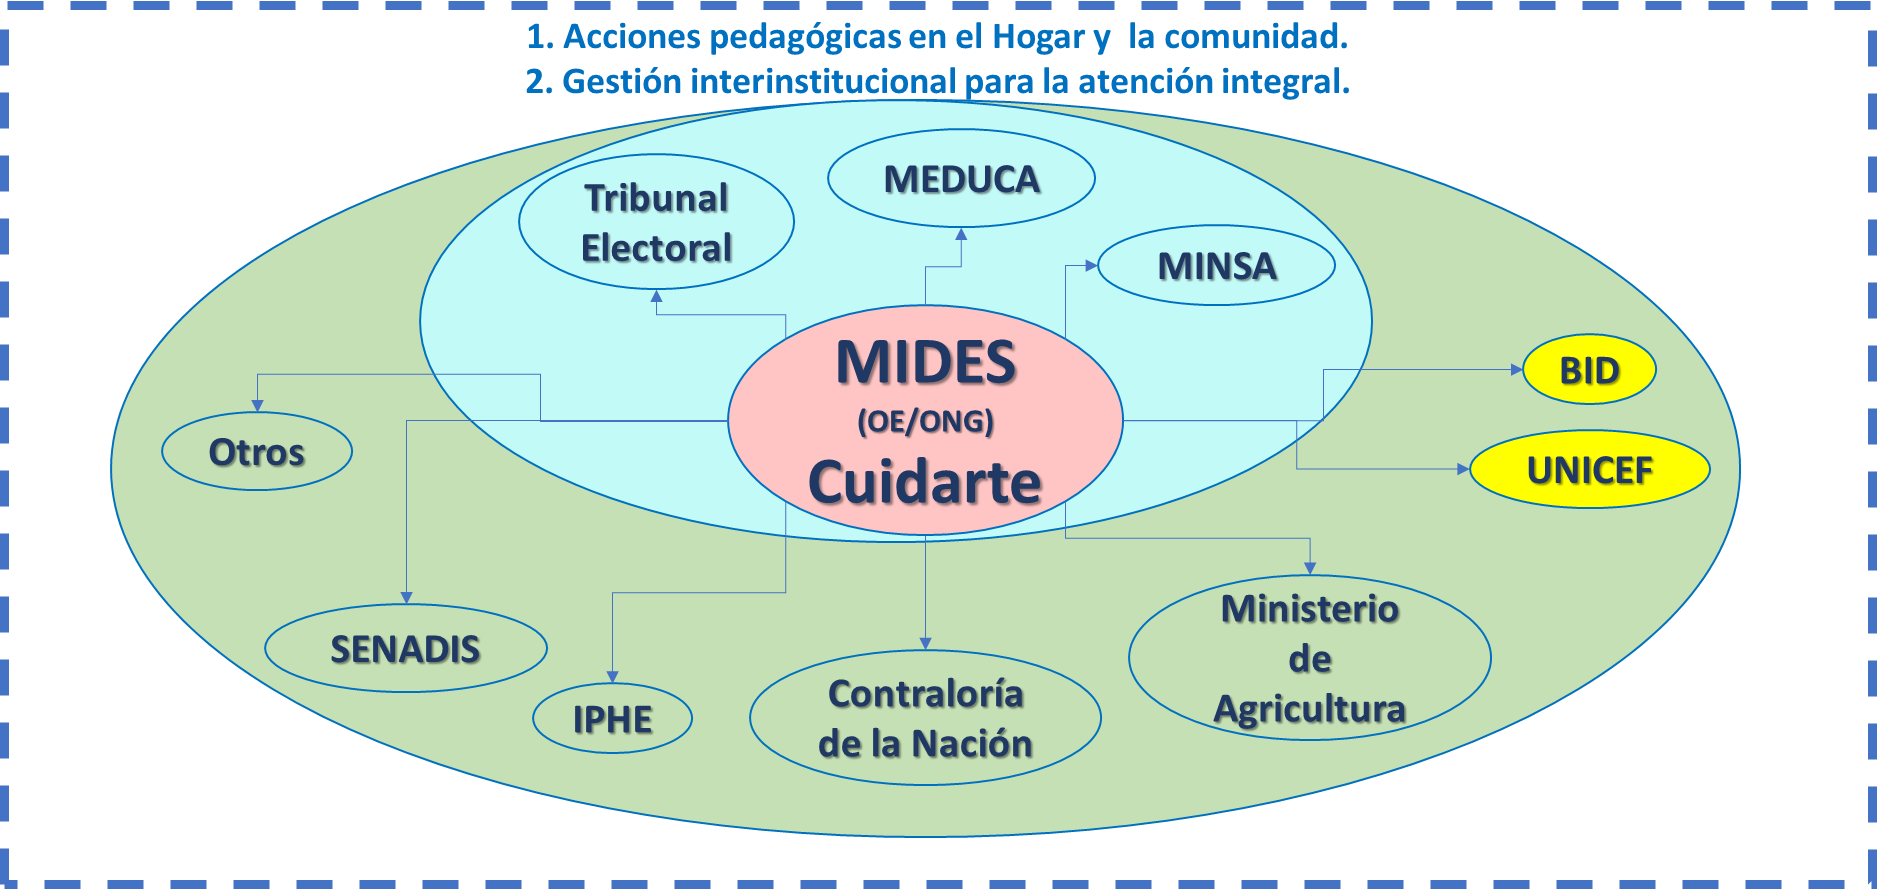 1. Acciones pedagógicas en el Hogar y la comunidad.
2. Gestión interinstitucional para la atención integral.
Tribunal
Electoral
MEDUCA
MINSA
MIDES
(OE/ONG)
Cuidarte
BID
UNICEF
Otros
SENADIS
IPHE
Contraloría
de la Nación
Ministerio
de
Agricultura